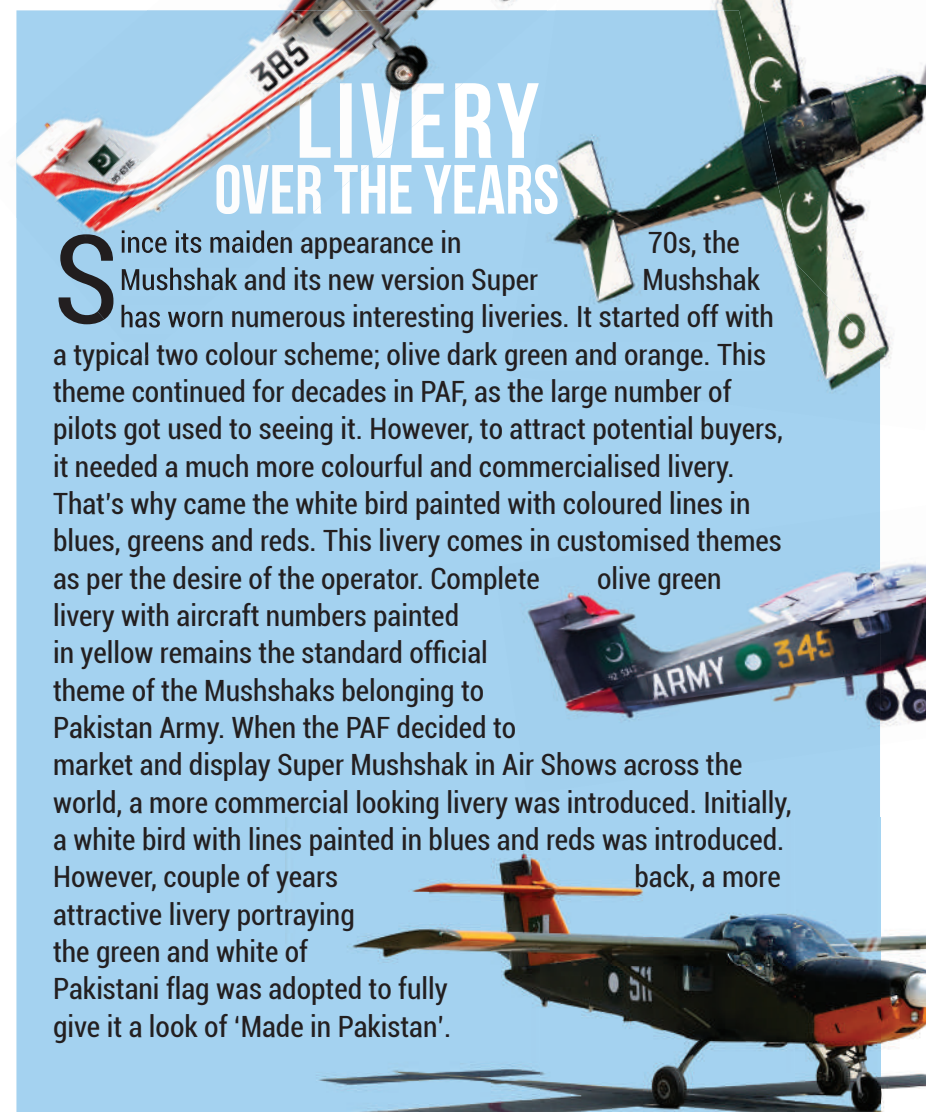 385
99-6385
LIVERY
OVER THE YEARS
Since its maiden appearance in 70s, the
Mushshak and its new version Super Mushshak
has worn numerous interesting liveries. It started off with
a typical two colour scheme; olive dark green and orange. This
theme continued for decades in PAF, as the large number of
pilots got used to seeing it. However, to attract potential buyers,
it needed a much more colourful and commercialised livery.
That's why came the white bird painted with coloured lines in
blues, greens and reds. This livery comes in customised themes
as per the desire of the operator. Complete olive green
livery with aircraft numbers painted
in yellow remains the standard official
theme of the Mushshaks belonging to
Pakistan Army. When the PAF decided to
market and display Super Mushshak in Air Shows across the
world, a more commercial looking livery was introduced. Initially,
a white bird with lines painted in blues and reds was introduced.
However, couple of years back, a more
attractive livery portraying
the green and white of
Pakistani flag was adopted to fully
give it a look of ‘Made in Pakistan’.
ARMY 345
511